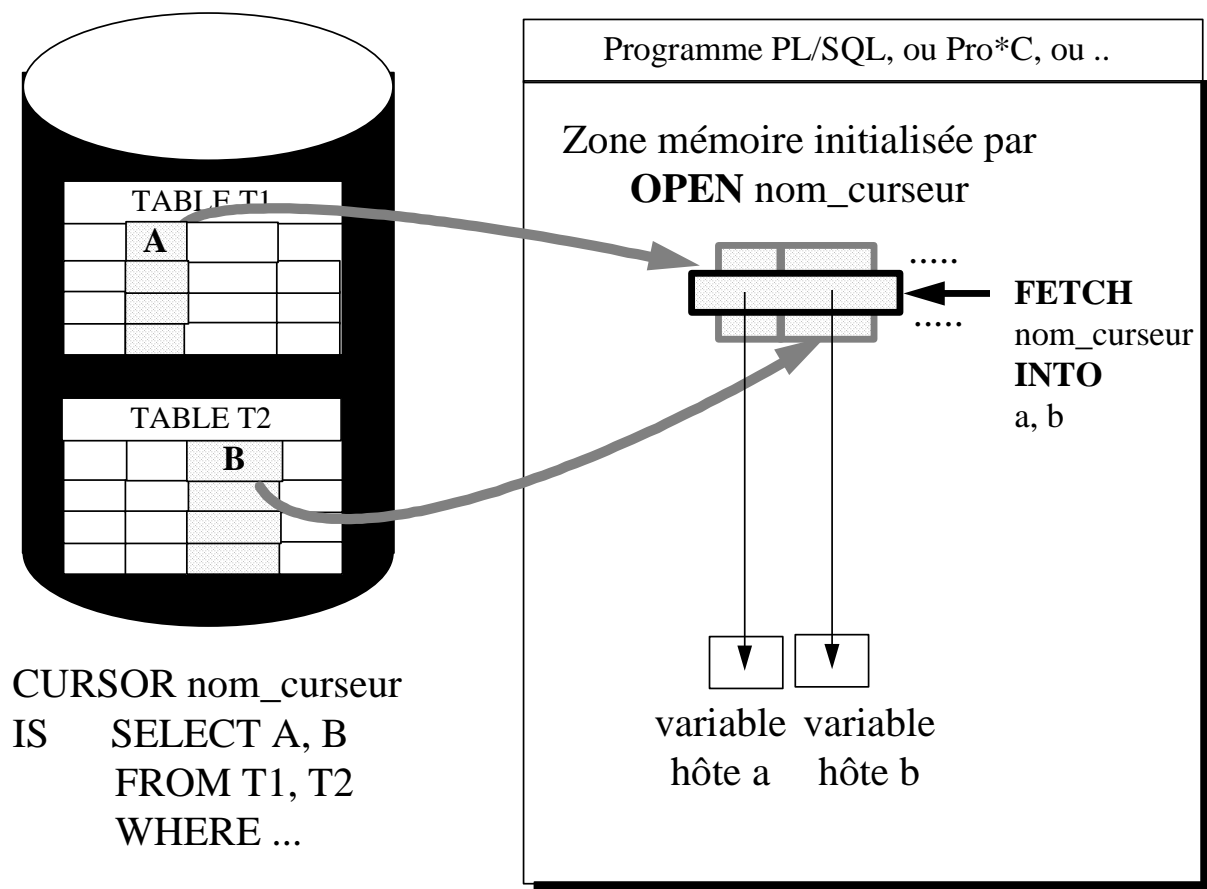 Programme PL/SQL, ou Pro*C, ou ..
Zone mémoire initialisée par
OPEN nom_curseur
TABLE T1
A
.....
FETCH
nom_curseur
INTO
a, b
.....
TABLE T2
B
variable variable
hôte a hôte b
CURSOR nom_curseur
IS SELECT A, B
FROM T1, T2
WHERE ...